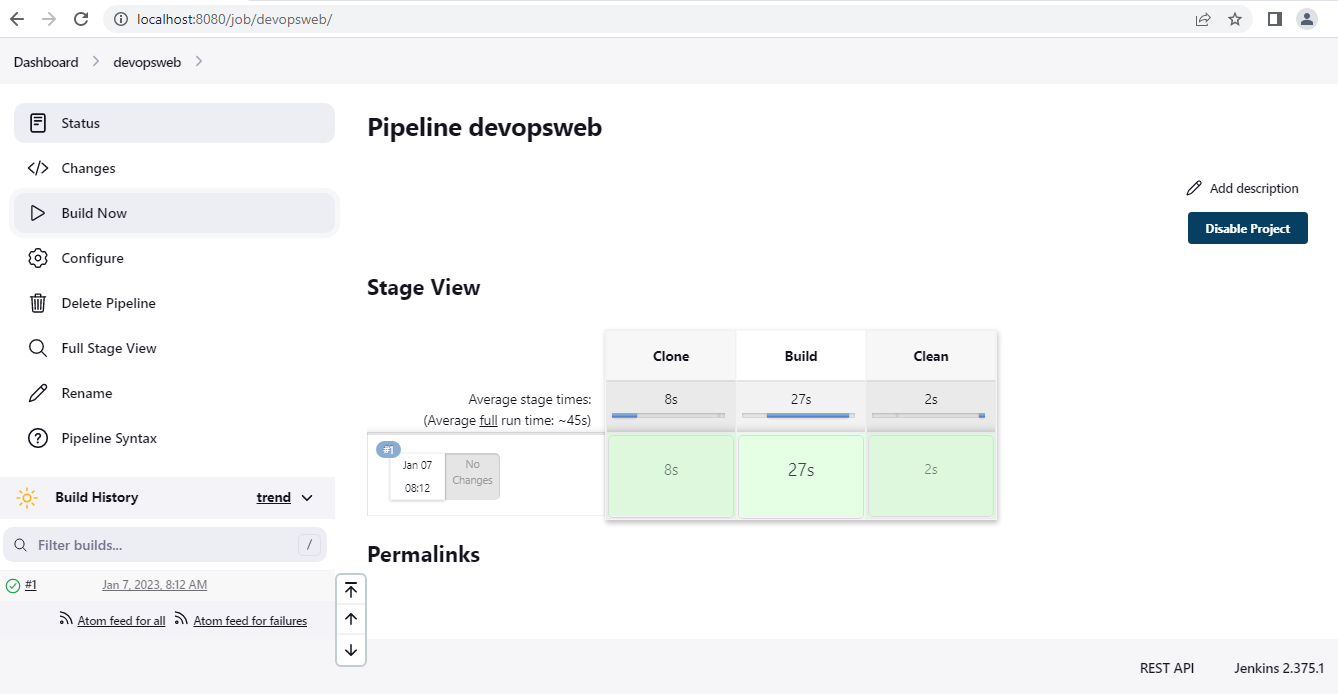 localhost:8080/job/devopsweb/
Dashboard
devopsweb
Status
Changes
Build Now
Configure
Delete Pipeline
Full Stage View
Rename
Pipeline Syntax
Build History
trend
Filter builds...
/
#1
Jan 7, 2023, 8:12 AM
Atom feed for all
Atom feed for failures
Pipeline devopsweb
Add description
Disable Project
Stage View
Clone
Build
Clean
Average stage times:
(Average full run time: ~45s)
8s
27s
2s
#1
Jan 07
08:12
No
Changes
8s
27s
2s
Permalinks
REST API
Jenkins 2.375.1